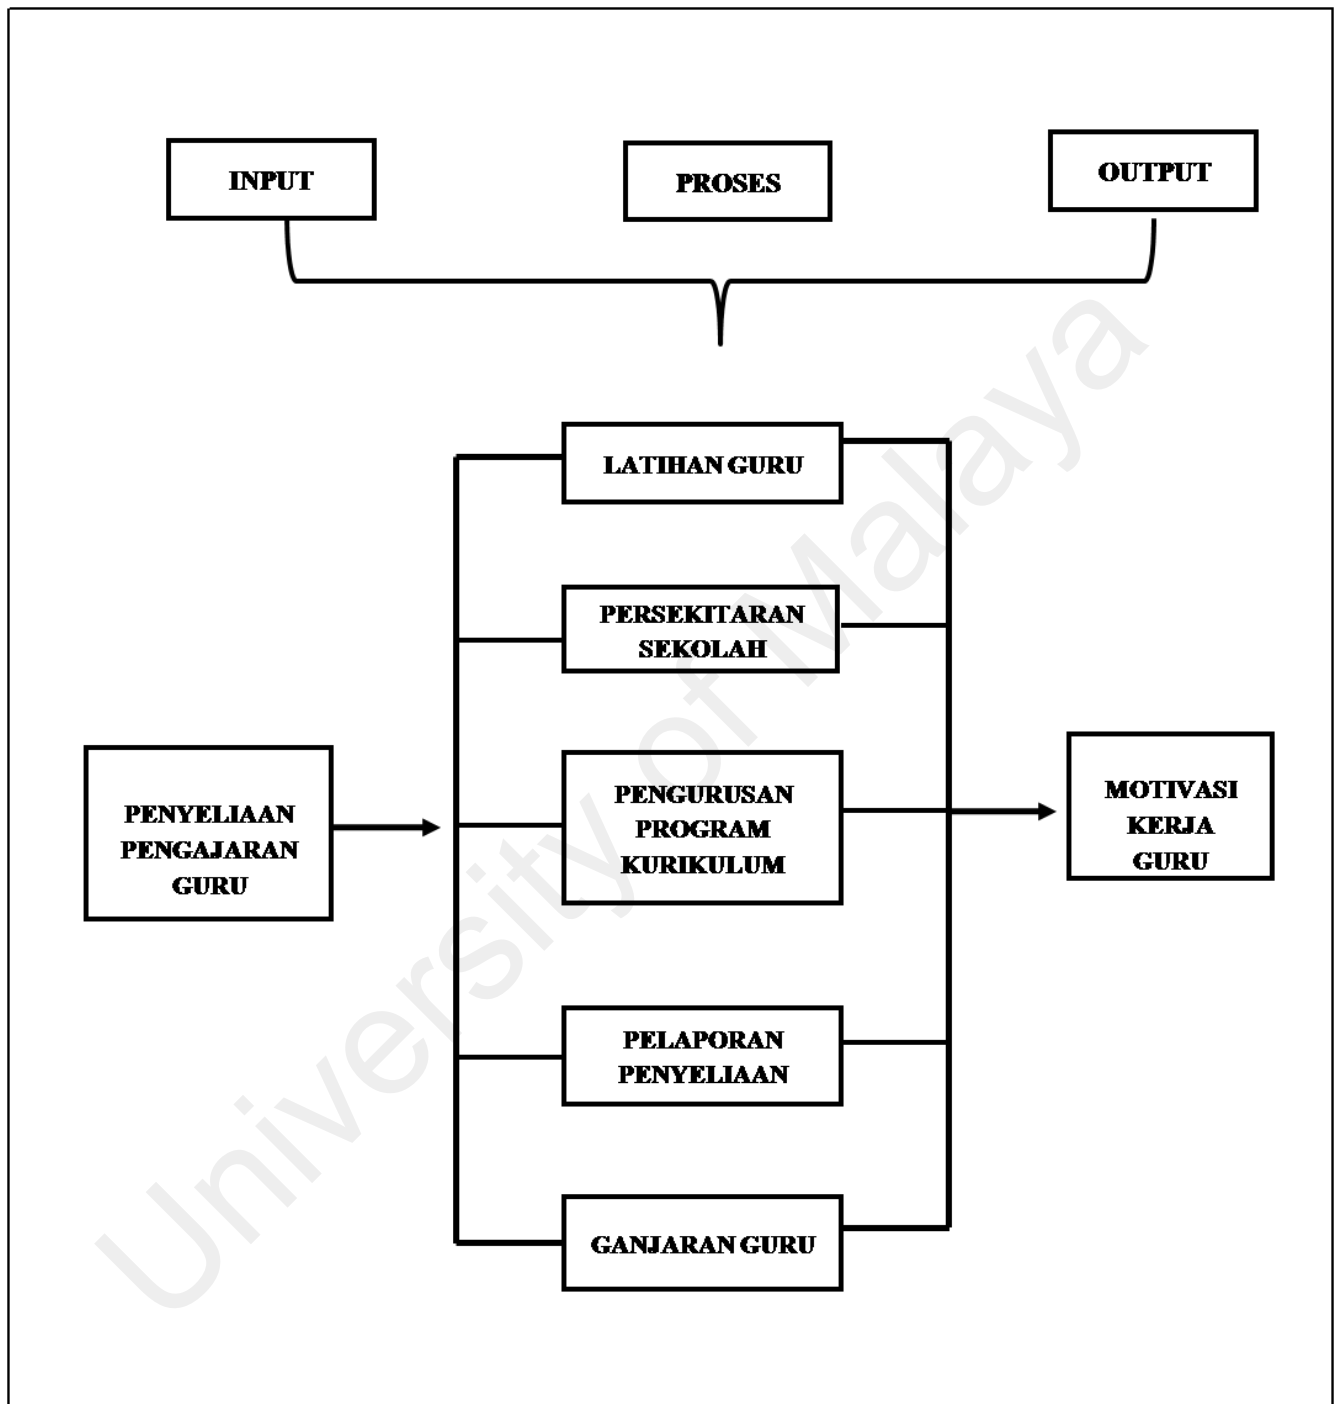 INPUT
PROSES
OUTPUT
LATIHAN GURU
PERSEKITARAN
SEKOLAH
PENYELIAAN
PENGAJARAN
GURU
PENGURUSAN
PROGRAM
KURIKULUM
MOTIVASI
KERJA
GURU
PELAPORAN
PENYELIAAN
GANJARAN GURU
University of Malaya